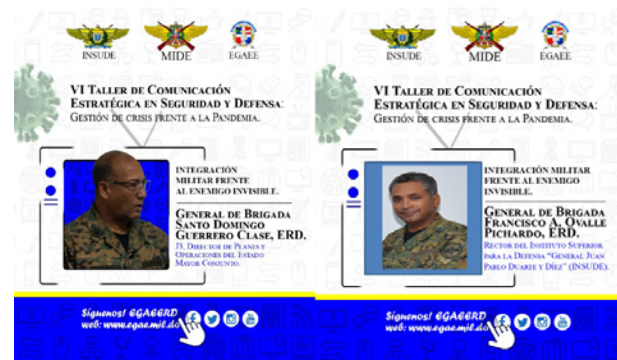 INSUDE
MIDE
EGAEE
VI TALLER DE COMUNICACIÓN
ESTRATÉGICA EN SEGURIDAD Y DEFENSA:
GESTIÓN DE CRISIS FRENTE A LA PANDEMIA.
INTEGRACIÓN
MILITAR FRENTE
AL ENEMIGO INVISIBLE.
GENERAL DE BRIGADA
SANTO DOMINGO
GUERRERO CLASE, ERD.
J3, DIRECTOR DE PLANES Y
OPERACIONES DEL ESTADO
MAYOR CONJUNTO.
Síguenos! EGAEERD
web: www.egae.mil.do
INSUDE
MIDE
EGAEE
VI TALLER DE COMUNICACIÓN
ESTRATÉGICA EN SEGURIDAD Y DEFENSA:
GESTIÓN DE CRISIS FRENTE A LA PANDEMIA.
INTEGRACIÓN MILITAR
FRENTE AL ENEMIGO
INVISIBLE.
GENERAL DE BRIGADA
FRANCISCO A. OVALLE
PICHARDO, ERD.
RECTOR DEL INSTITUTO SUPERIOR
PARA LA DEFENSA "GENERAL JUAN
PABLO DUARTE Y DÍEZ" (INSUDE).
Síguenos! EGAEERD
web: www.egae.mil.do